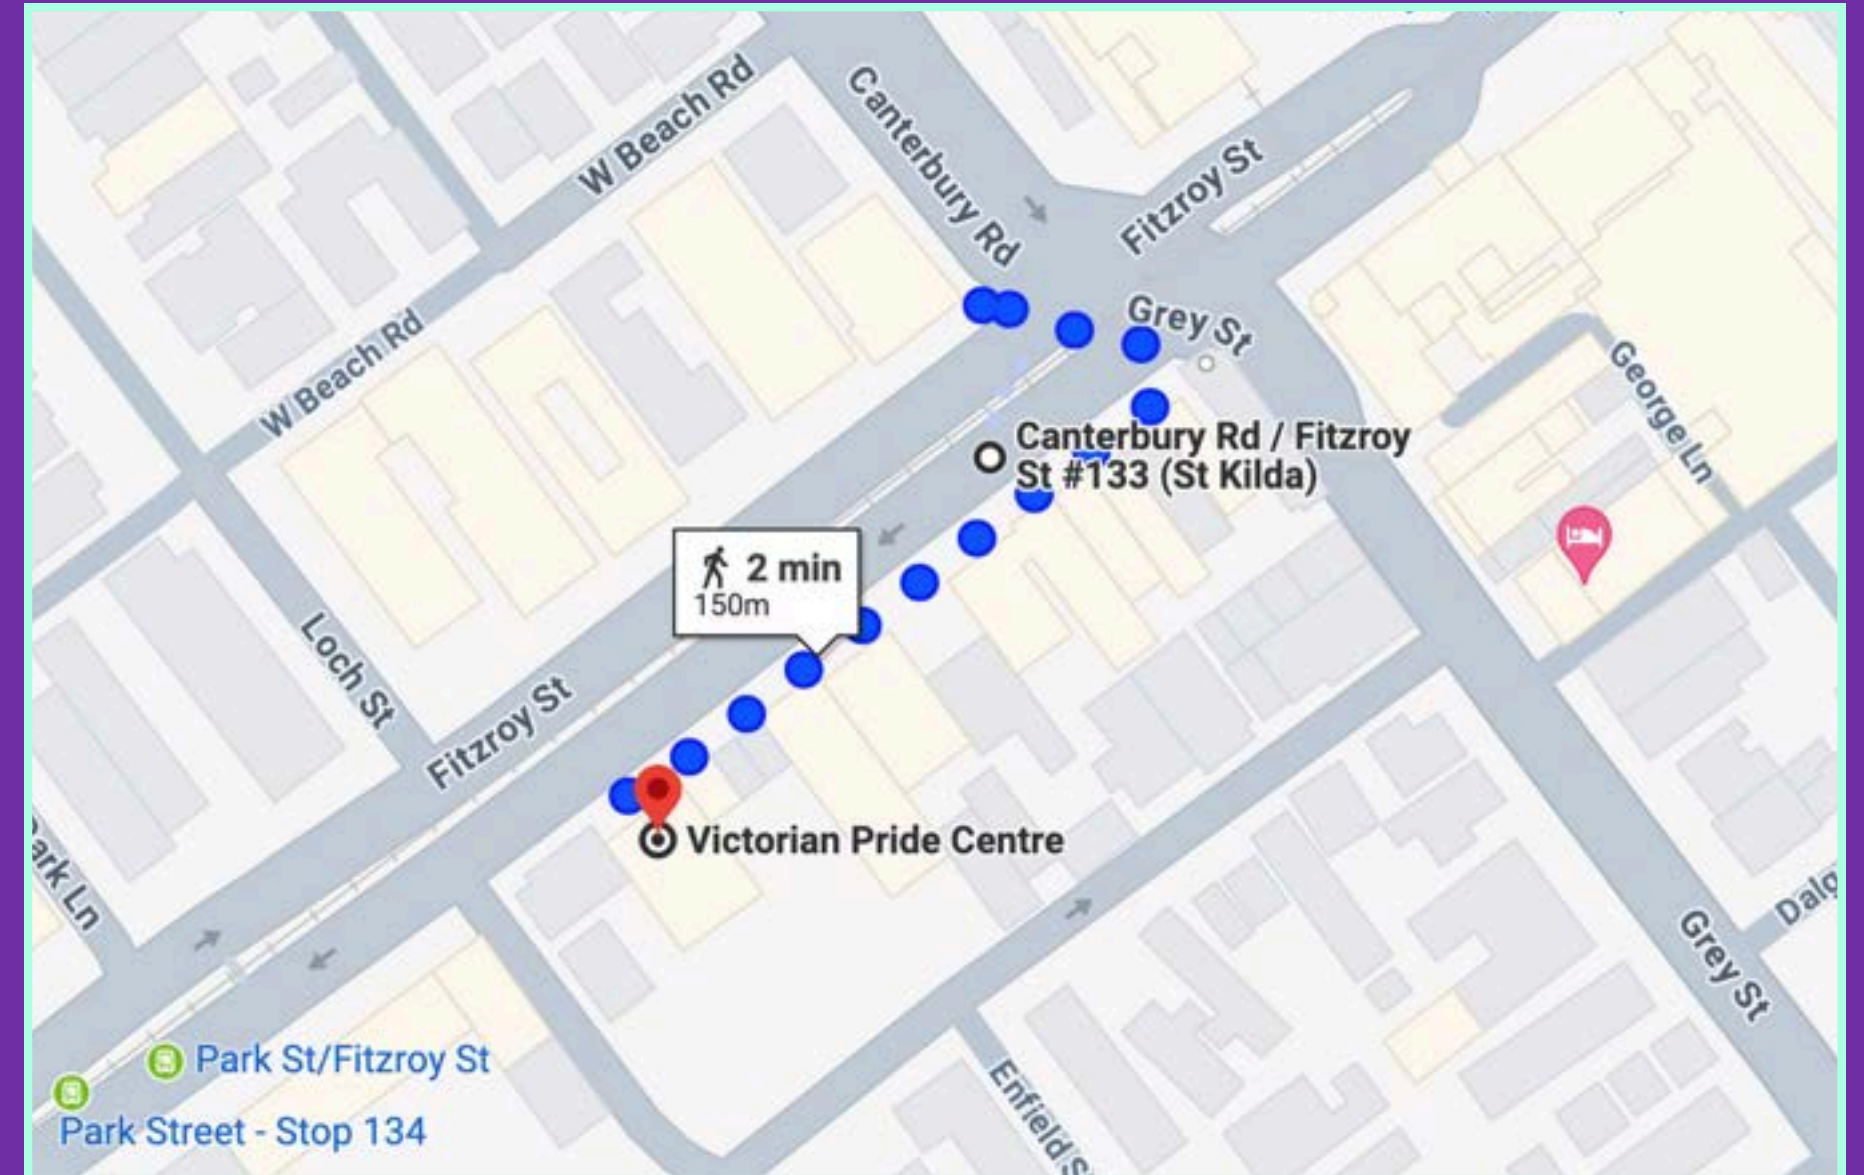 W Beach Rd
Canterbury Rd
Fitzroy St
Grey St
W Beach Rd
George Ln
Canterbury Rd / Fitzroy
St #133 (St Kilda)
2 min
150m
Loch St
Fitzroy St
Victorian Pride Centre
Park Ln
Grey St
Park St/Fitzroy St
Park Street - Stop 134